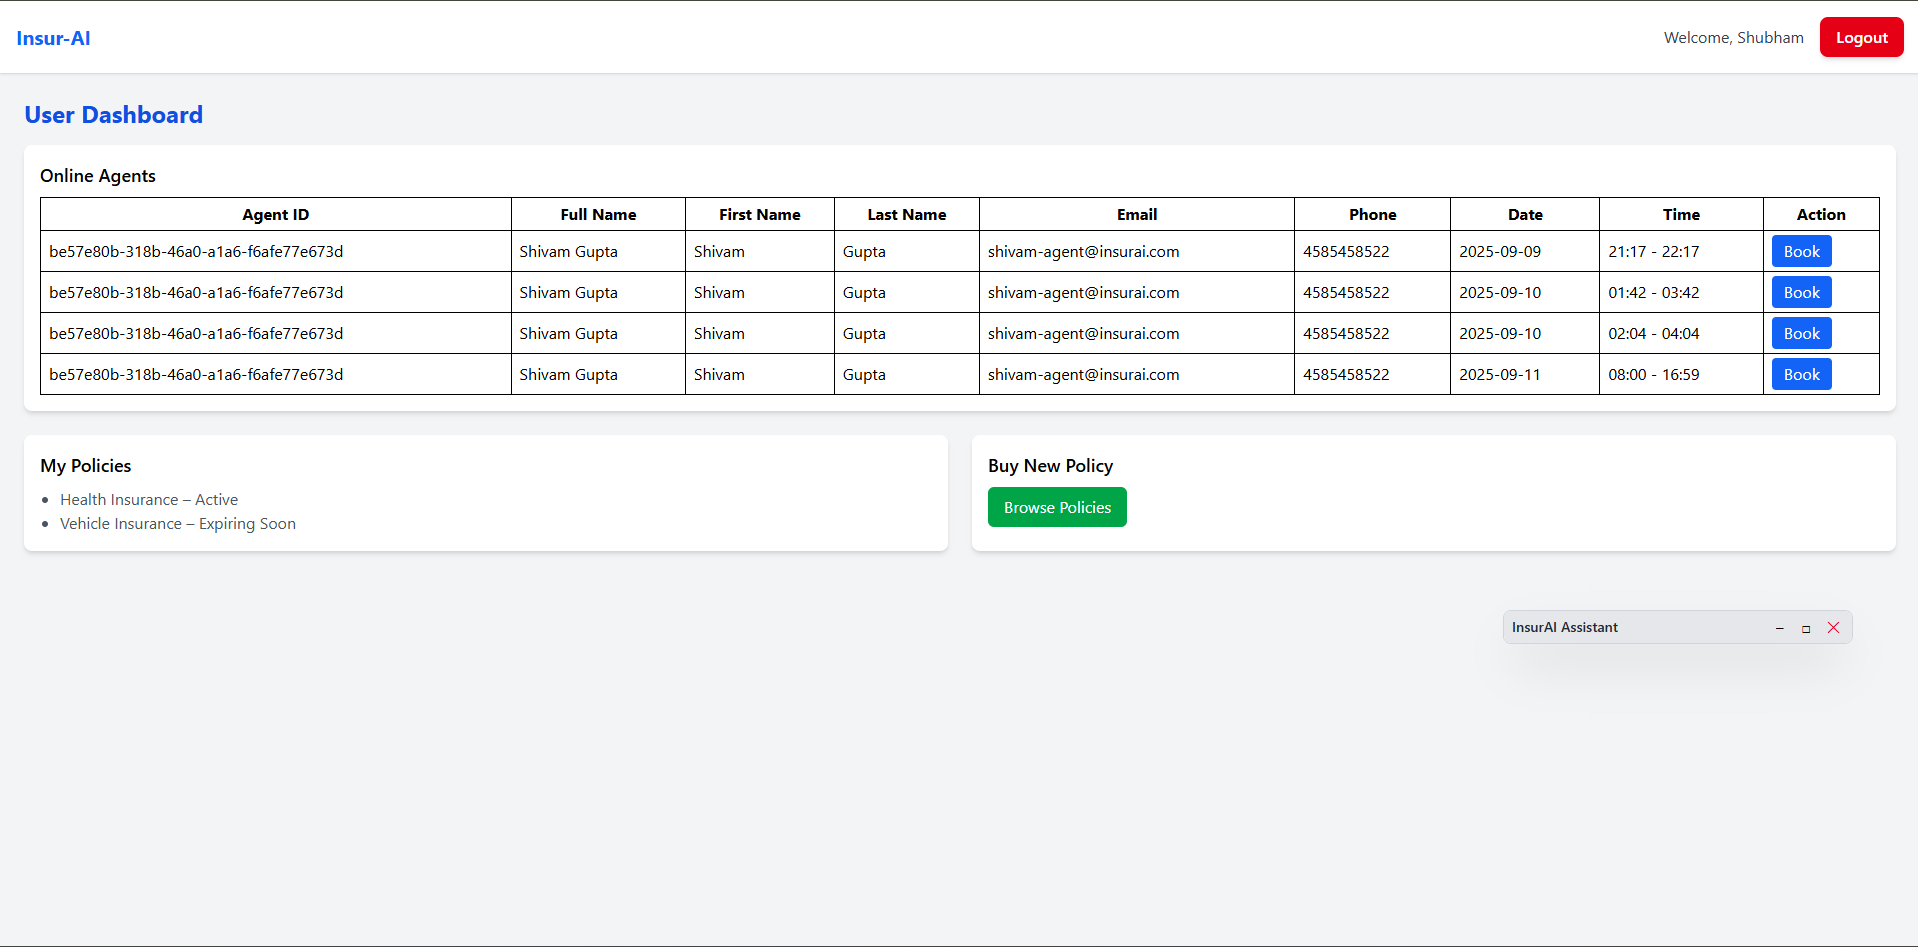 Insur-AI
Welcome, Shubham
Logout
User Dashboard
Online Agents
Agent ID Full Name First Name Last Name Email Phone Date Time Action
be57e80b-318b-46a0-a1a6-f6afe77e673d Shivam Gupta Shivam Gupta shivam-agent@insurai.com 4585458522 2025-09-09 21:17 - 22:17 Book
be57e80b-318b-46a0-a1a6-f6afe77e673d Shivam Gupta Shivam Gupta shivam-agent@insurai.com 4585458522 2025-09-10 01:42 - 03:42 Book
be57e80b-318b-46a0-a1a6-f6afe77e673d Shivam Gupta Shivam Gupta shivam-agent@insurai.com 4585458522 2025-09-10 02:04 - 04:04 Book
be57e80b-318b-46a0-a1a6-f6afe77e673d Shivam Gupta Shivam Gupta shivam-agent@insurai.com 4585458522 2025-09-11 08:00 - 16:59 Book
My Policies
• Health Insurance – Active
• Vehicle Insurance – Expiring Soon
Buy New Policy
Browse Policies
InsurAI Assistant